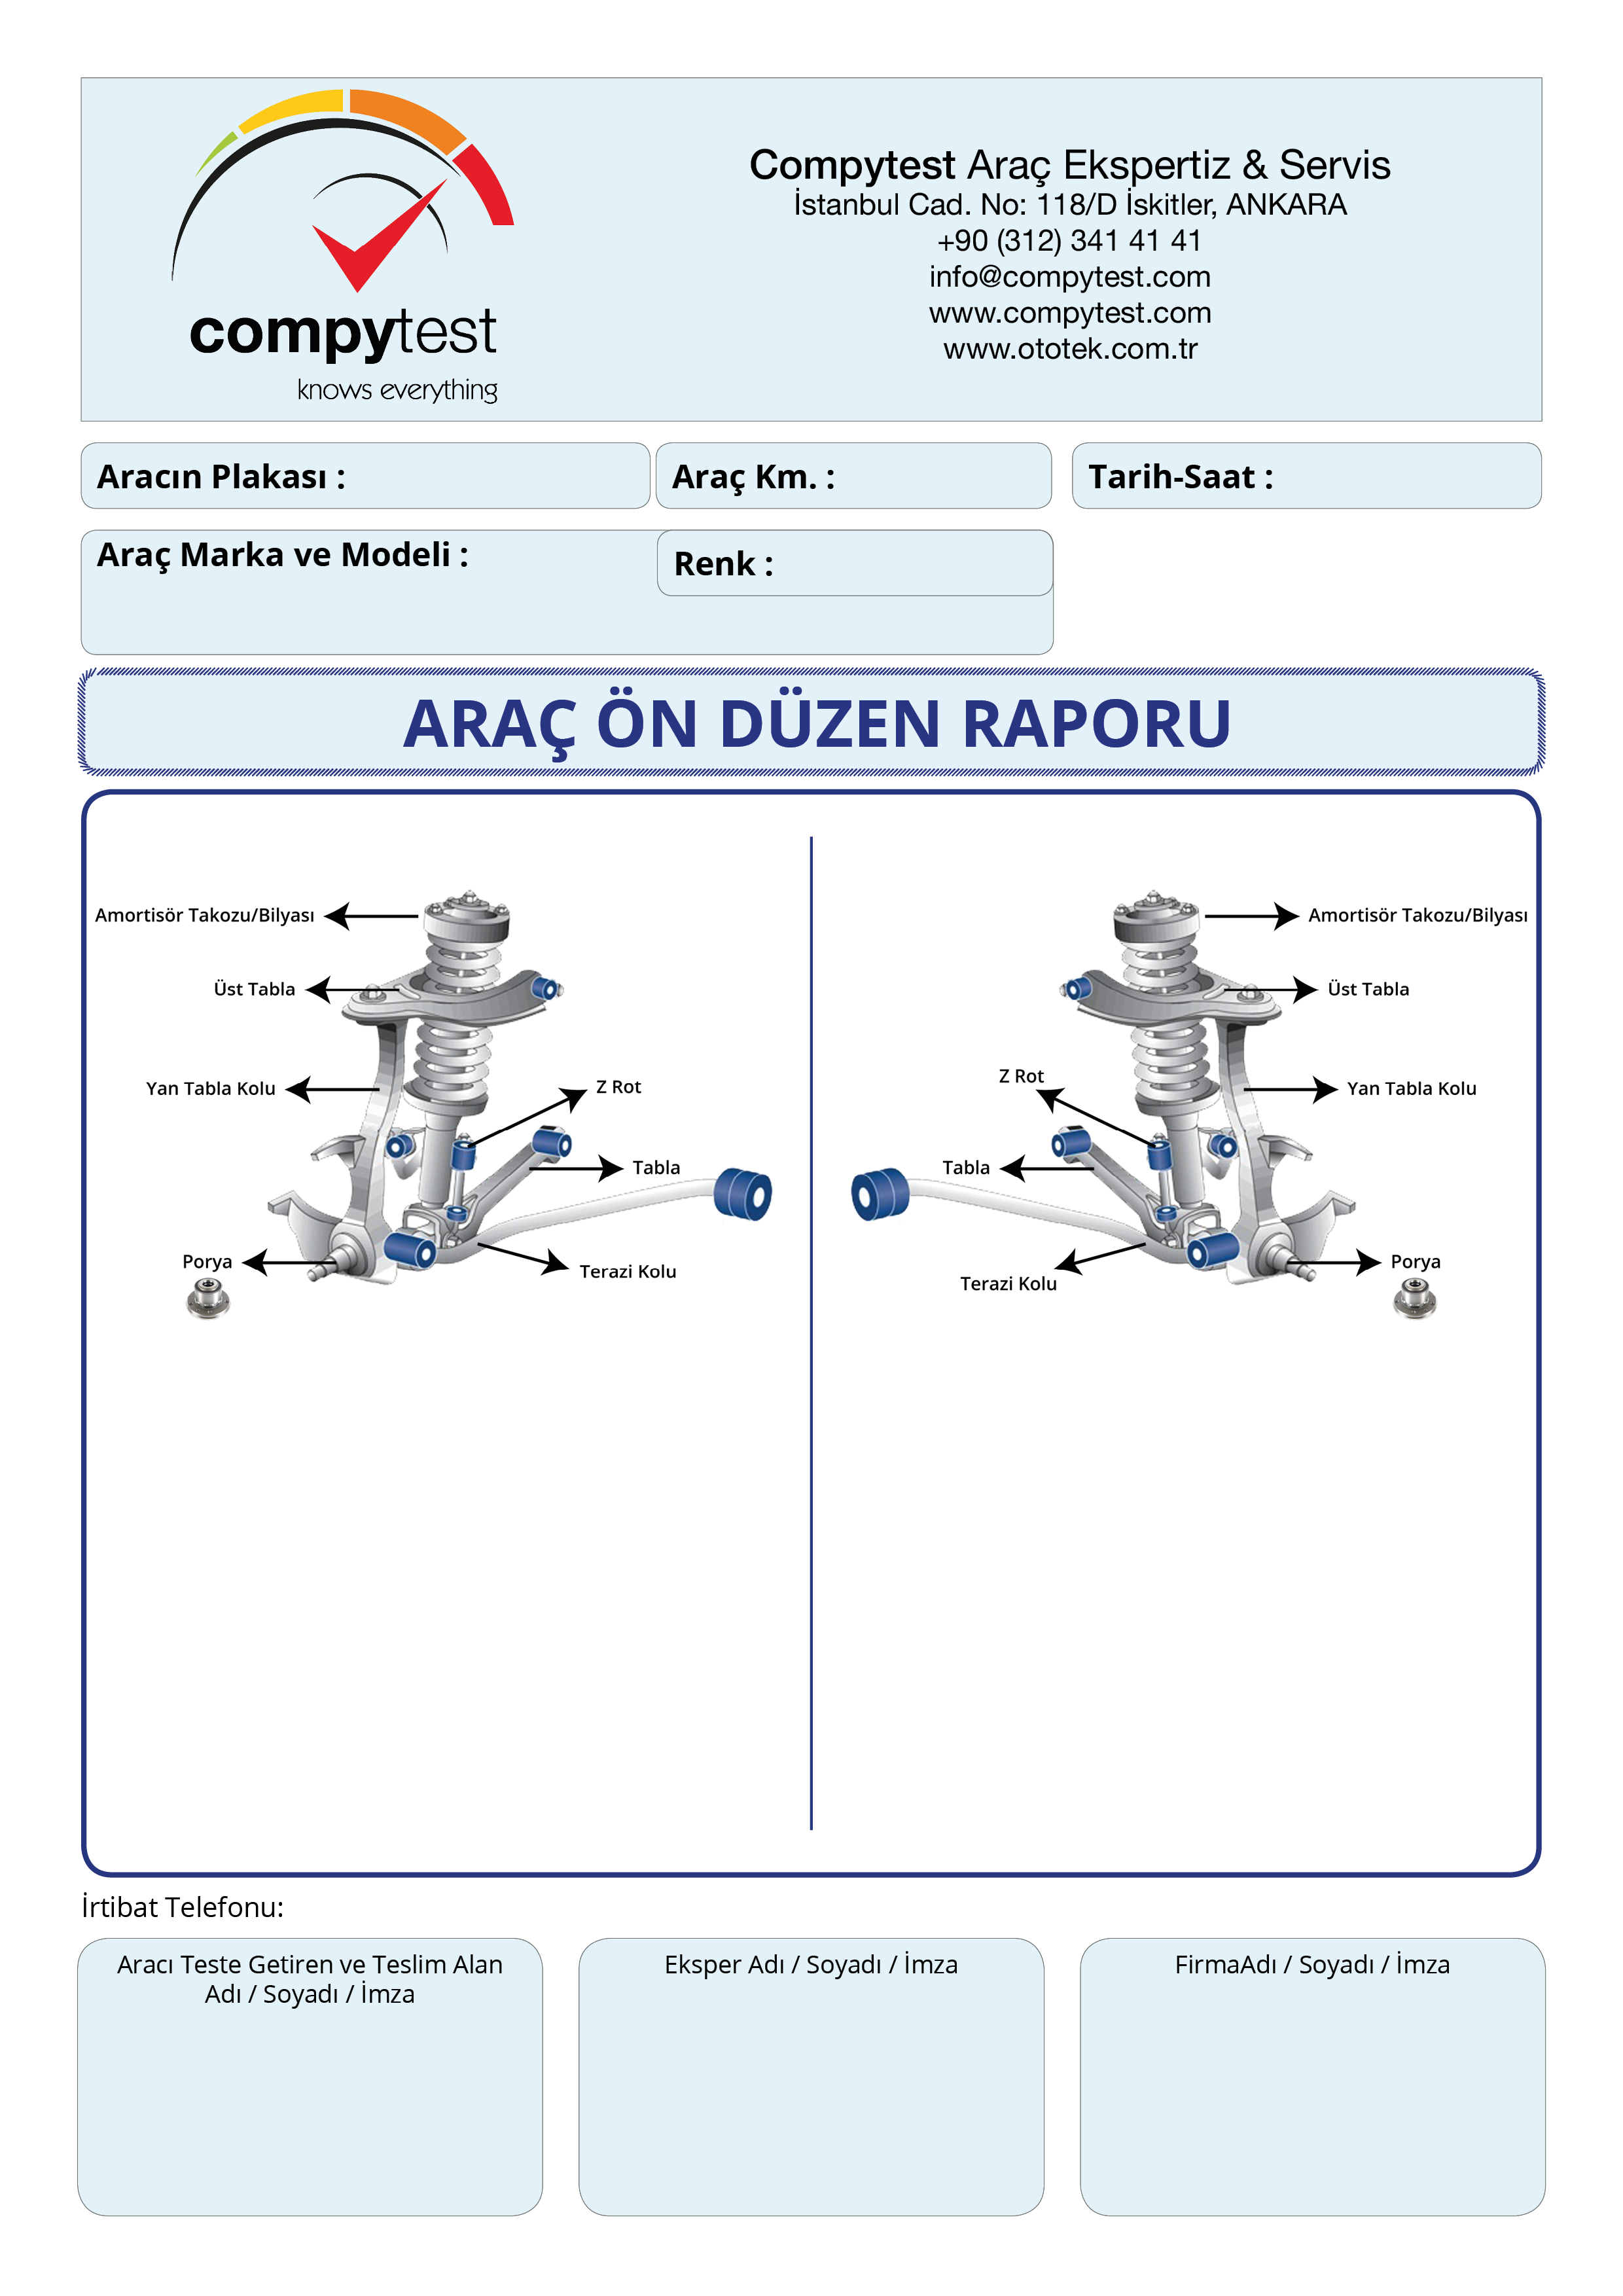 compytest
knows everything
Compytest Araç Ekspertiz & Servis
İstanbul Cad. No: 118/D İskitler, ANKARA
+90 (312) 341 41 41
info@compytest.com
www.compytest.com
www.ototek.com.tr
Aracın Plakası :
Araç Km. :
Tarih-Saat :
Araç Marka ve Modeli :
Renk :
ARAÇ ÖN DÜZEN RAPORU
Amortisör Takozu/Bilyası
Üst Tabla
Yan Tabla Kolu
Z Rot
Tabla
Porya
Terazi Kolu
Amortisör Takozu/Bilyası
Üst Tabla
Z Rot
Yan Tabla Kolu
Tabla
Porya
Terazi Kolu
İrtibat Telefonu:
Aracı Teste Getiren ve Teslim Alan
Adı / Soyadı / İmza
Eksper Adı / Soyadı / İmza
FirmaAdı / Soyadı / İmza